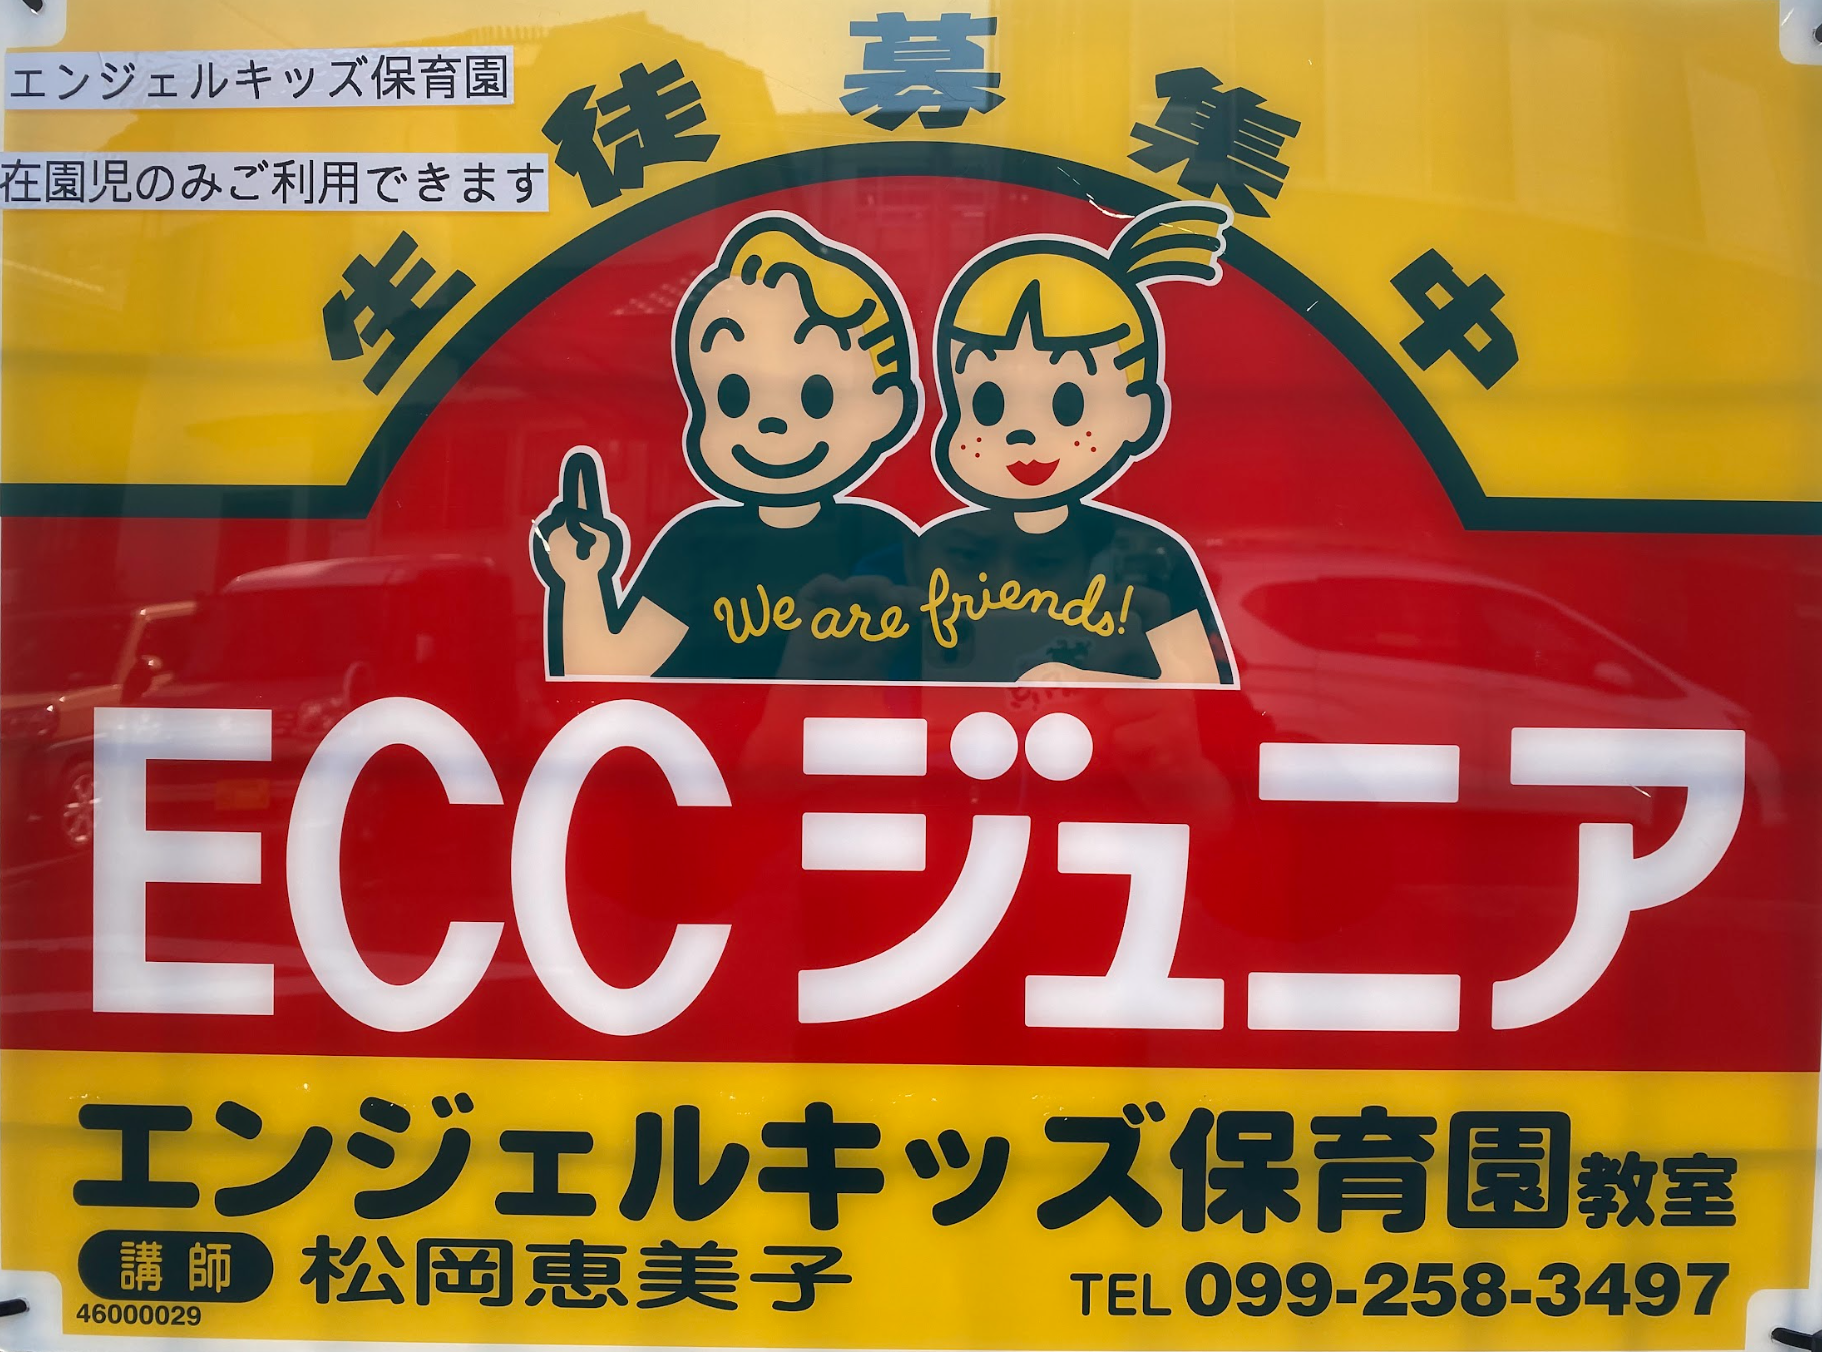 エンジェルキッズ保育園
在園児のみご利用できます
生徒募集中
We are friends!
ECCジュニア
エンジェルキッズ保育園教室
講師 松岡恵美子
TEL 099-258-3497
46000029